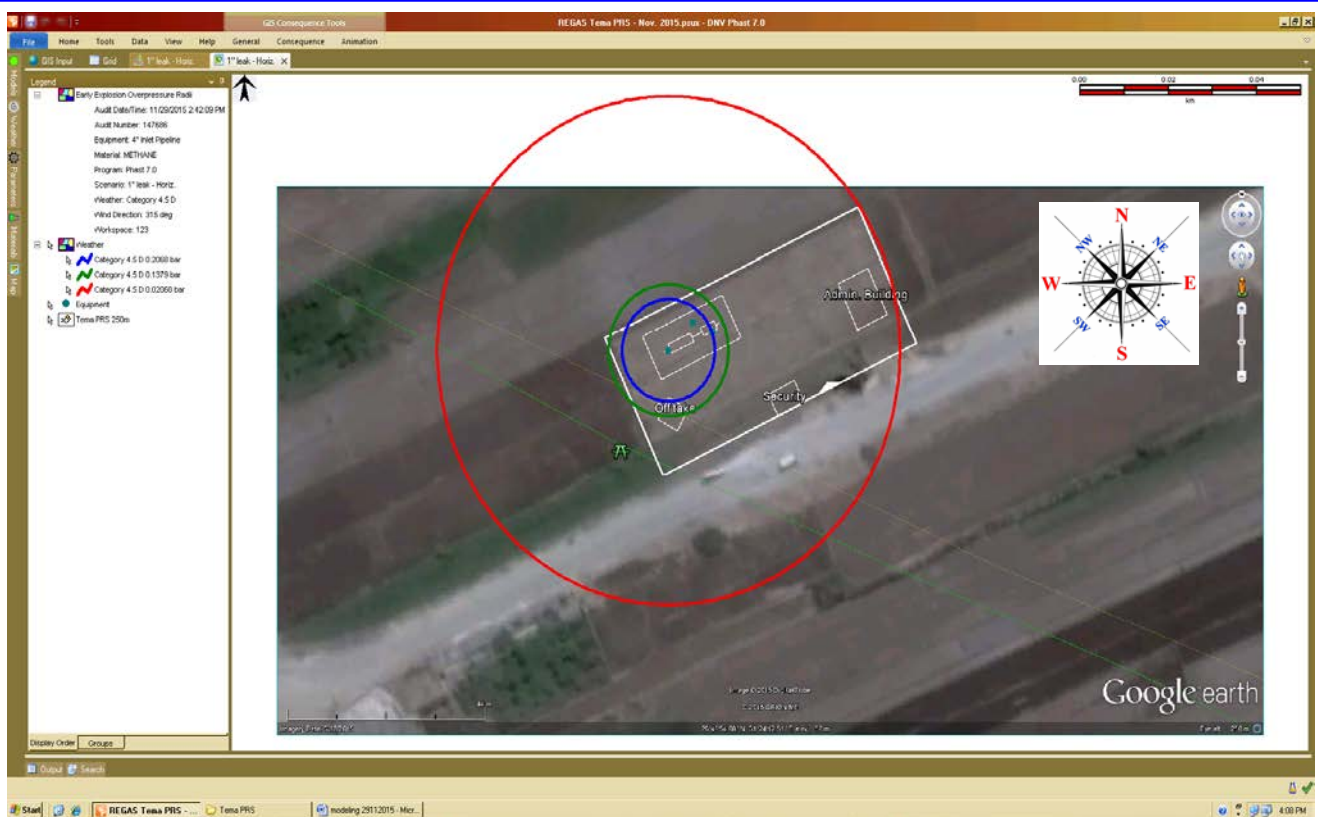 GIS Consequence Tools
REGAS Tema PRS - Nov. 2015.psux - DNV Phast 7.0
File Home Tools Data View Help General Consequence Animation
GIS Input Grid 1" leak - Horiz. 1" leak - Horiz. X
Models
Weather
Parameters
Materials
Map
Legend
Early Explosion Overpressure Radii
Audit Date/Time: 11/29/2015 2:42:09 PM
Audit Number: 147686
Equipment: 4" Inlet Pipeline
Material: METHANE
Program: Phast 7.0
Scenario: 1" leak - Horiz.
Weather: Category 4.5 D
Wind Direction: 315 deg
Workspace: 123
Weather
Category 4.5 D 0.2068 bar
Category 4.5 D 0.1379 bar
Category 4.5 D 0.02068 bar
Equipment
Tema PRS 250m
0.00 0.02 0.04
km
N
NW NE
W E
SW SE
S
Admin. Building
Off take
Security
Google earth
Display Order Groups
Output Search
Start REGAS Tema PRS - ... Tema PRS modeling 29112015 - Micr... 4:08 PM